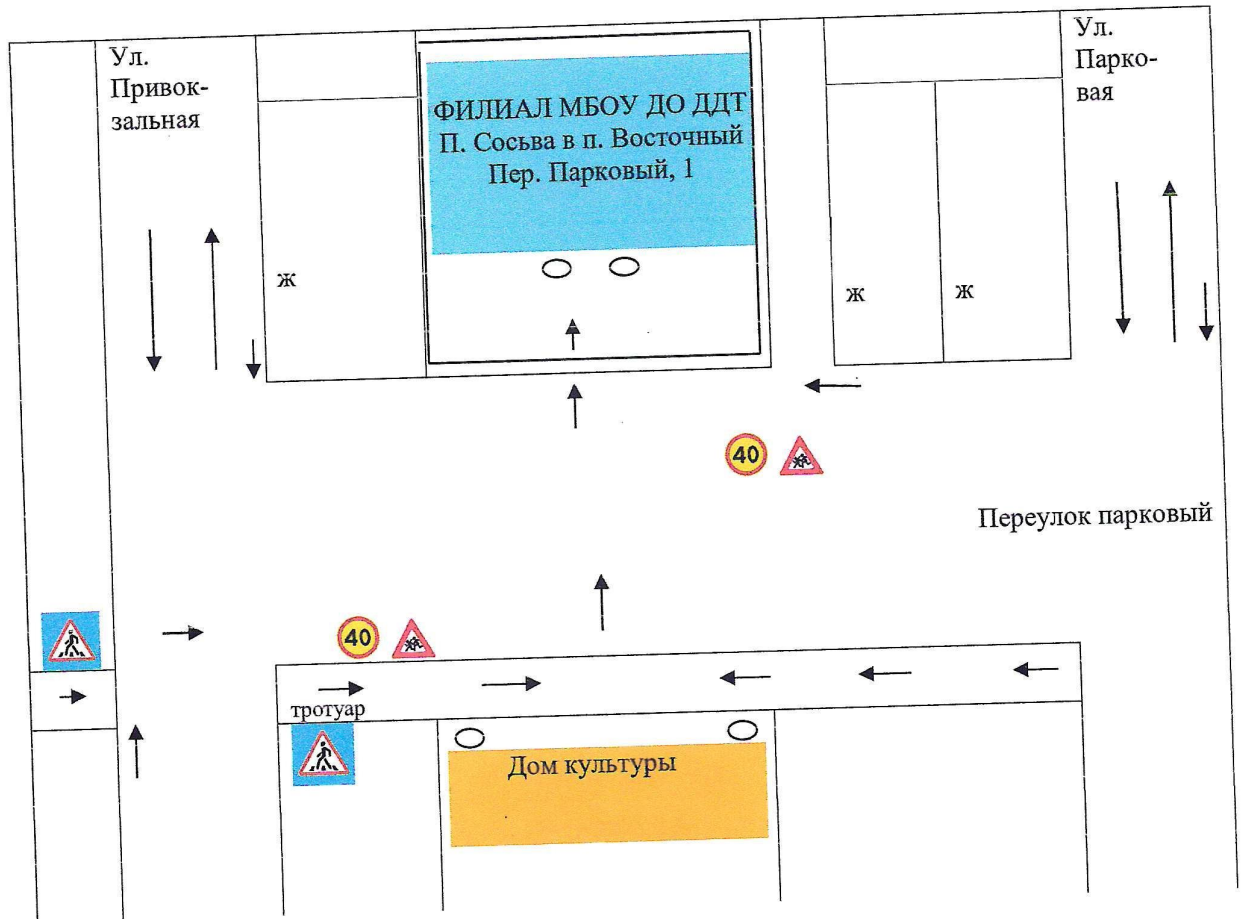 Ул.
Привок-
зальная
ФИЛИАЛ МБОУ ДО ДДТ
П. Сосьва в п. Восточный
Пер. Парковый, 1
Ул.
Парко-
вая
ж
ж
ж
40
Переулок парковый
40
тротуар
Дом культуры